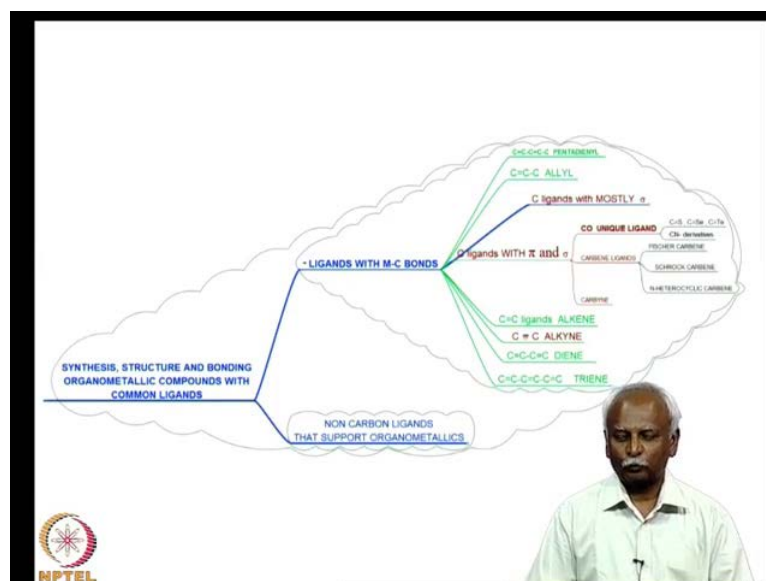 C=C-C=C-C PENTADIENYL
C=C-C ALLYL
C ligands with MOSTLY σ
C=S, C=Se, C=Te
CO UNIQUE LIGAND
CN- derivatives
FISCHER CARBENE
- LIGANDS WITH M-C BONDS
C ligands WITH π and σ
CARBENE LIGANDS
SCHROCK CARBENE
N-HETEROCYCLIC CARBENE
CARBYNE
C=C ligands ALKENE
C ≡ C ALKYNE
C=C-C=C DIENE
C=C-C=C-C=C TRIENE
SYNTHESIS, STRUCTURE AND BONDING
ORGANOMETALLIC COMPOUNDS WITH
COMMON LIGANDS
NON CARBON LIGANDS
THAT SUPPORT ORGANOMETALLICS
NPTEL